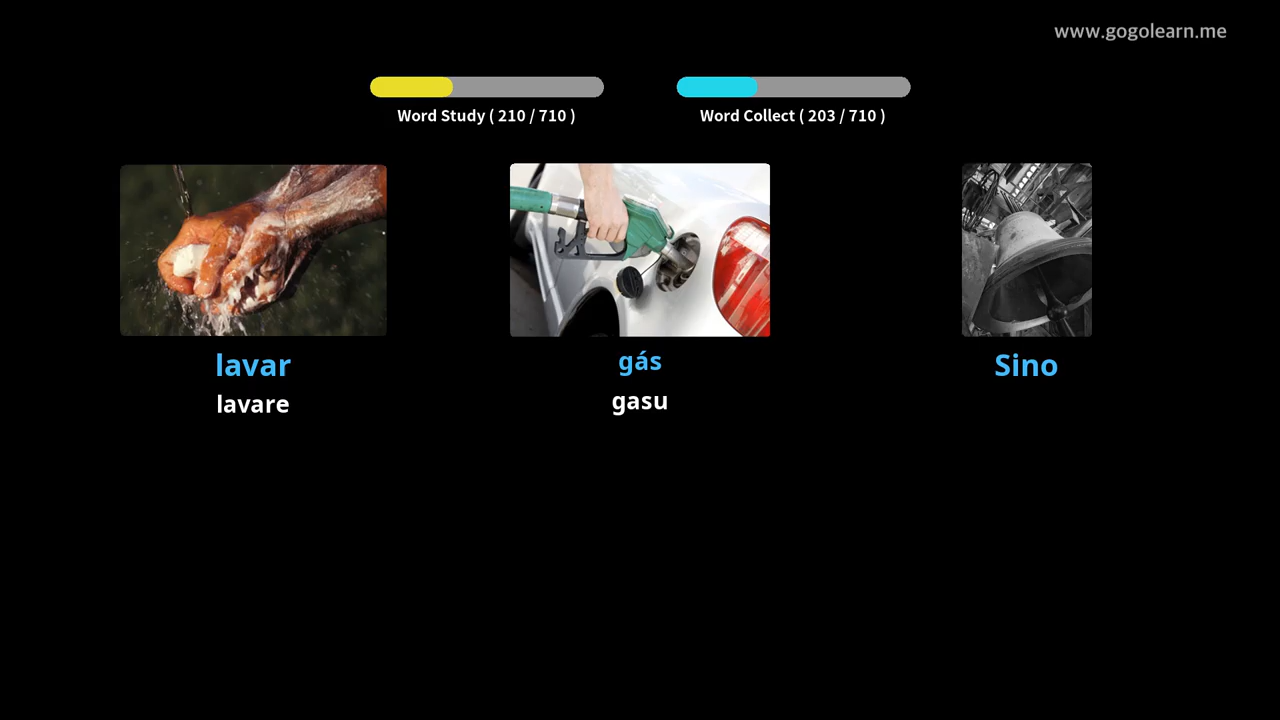 www.gogolearn.me
Word Study ( 210 / 710 )
Word Collect ( 203 / 710 )
lavar
lavare
gás
gasu
Sino